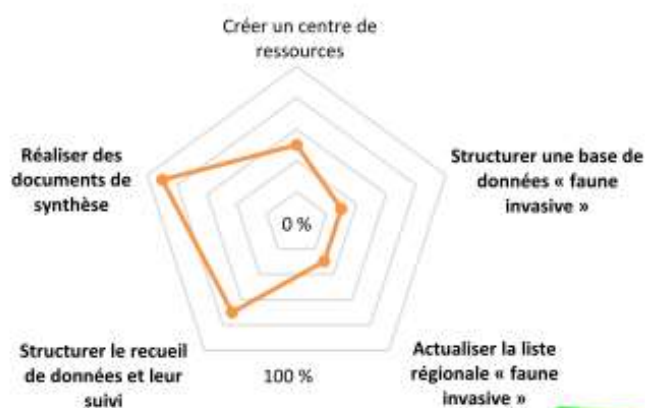 Créer un centre de
ressources
Réaliser des
documents de
synthèse
Structurer une base de
données « faune
invasive »
0 %
Structurer le recueil
de données et leur
suivi
100 %
Actualiser la liste
régionale « faune
invasive »